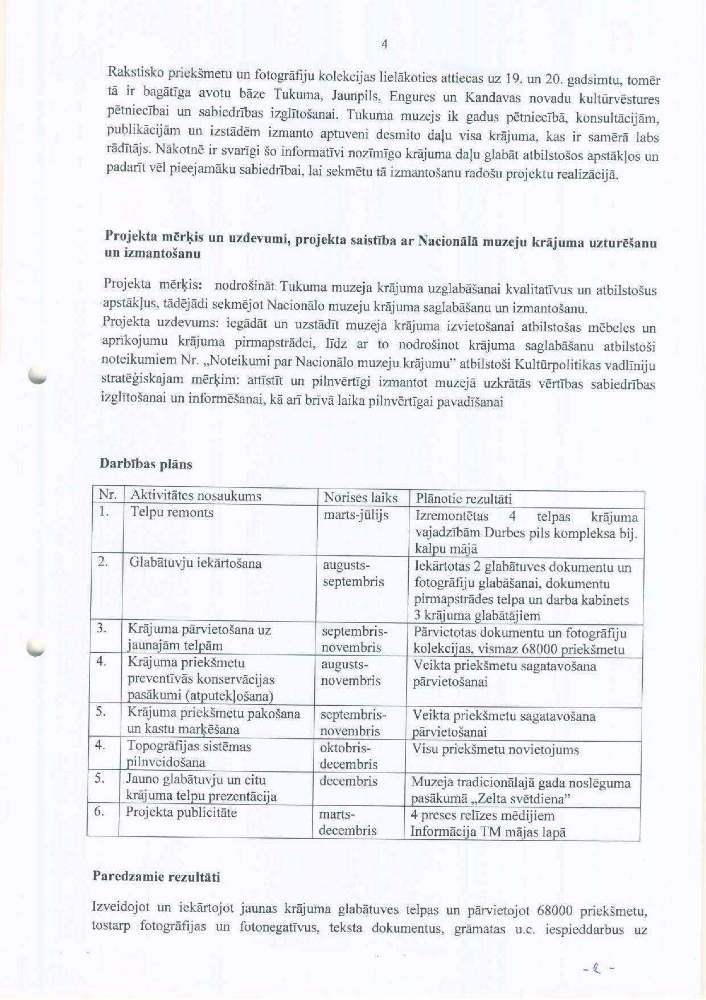 4
Rakstisko priekšmetu un fotogrāfiju kolekcijas lielākoties attiecas uz 19. un 20. gadsimtu, tomēr
tā ir bagātīga avotu bāze Tukuma, Jaunpils, Engures un Kandavas novadu kultūrvēstures
pētniecībai un sabiedrības izglītošanai. Tukuma muzejs ik gadus pētniecībā, konsultācijām,
publikācijām un izstādēm izmanto aptuveni desmito daļu visa krājuma, kas ir samērā labs
rādītājs. Nākotnē ir svarīgi šo informatīvi nozīmīgo krājuma daļu glabāt atbilstošos apstākļos un
padarīt vēl pieejamāku sabiedrībai, lai sekmētu tā izmantošanu radošu projektu realizācijā.
Projekta mērķis un uzdevumi, projekta saistība ar Nacionālā muzeju krājuma uzturēšanu
un izmantošanu
Projekta mērķis: nodrošināt Tukuma muzeja krājuma uzglabāšanai kvalitatīvus un atbilstošus
apstākļus, tādējādi sekmējot Nacionālo muzeju krājuma saglabāšanu un izmantošanu.
Projekta uzdevums: iegādāt un uzstādīt muzeja krājuma izvietošanai atbilstošas mēbeles un
aprīkojumu krājuma pirmapstrādei, līdz ar to nodrošinot krājuma saglabāšanu atbilstoši
noteikumiem Nr. „Noteikumi par Nacionālo muzeju krājumu” atbilstoši Kultūrpolitikas vadlīniju
stratēģiskajam mērķim: attīstīt un pilnvērtīgi izmantot muzejā uzkrātās vērtības sabiedrības
izglītošanai un informēšanai, kā arī brīvā laika pilnvērtīgai pavadīšanai
Darbības plāns
Nr. Aktivitātes nosaukums Norises laiks Plānotie rezultāti
1. Telpu remonts marts-jūlijs Izremontētas 4 telpas krājuma
vajadzībām Durbes pils kompleksa bij.
kalpu mājā
2. Glabātuvju iekārtošana augusts- Iekārtotas 2 glabātuves dokumentu un
septembris fotogrāfiju glabāšanai, dokumentu
pirmapstrādes telpa un darba kabinets
3 krājuma glabātājiem
3. Krājuma pārvietošana uz septembris- Pārvietotas dokumentu un fotogrāfiju
jaunajām telpām novembris kolekcijas, vismaz 68000 priekšmetu
4. Krājuma priekšmetu augusts- Veikta priekšmetu sagatavošana
preventīvās konservācijas novembris pārvietošanai
pasākumi (atputekļošana)
5. Krājuma priekšmetu pakošana septembris- Veikta priekšmetu sagatavošana
un kastu marķēšana novembris pārvietošanai
4. Topogrāfijas sistēmas oktobris- Visu priekšmetu novietojums
pilnveidošana decembris
5. Jauno glabātuvju un citu decembris Muzeja tradicionālajā gada noslēguma
krājuma telpu prezentācija pasākumā „Zelta svētdiena”
6. Projekta publicitāte marts- 4 preses relīzes mēdijiem
decembris Informācija TM mājas lapā
Paredzamie rezultāti
Izveidojot un iekārtojot jaunas krājuma glabātuves telpas un pārvietojot 68000 priekšmetu,
tostarp fotogrāfijas un fotonegatīvus, teksta dokumentus, grāmatas u.c. iespieddarbus uz